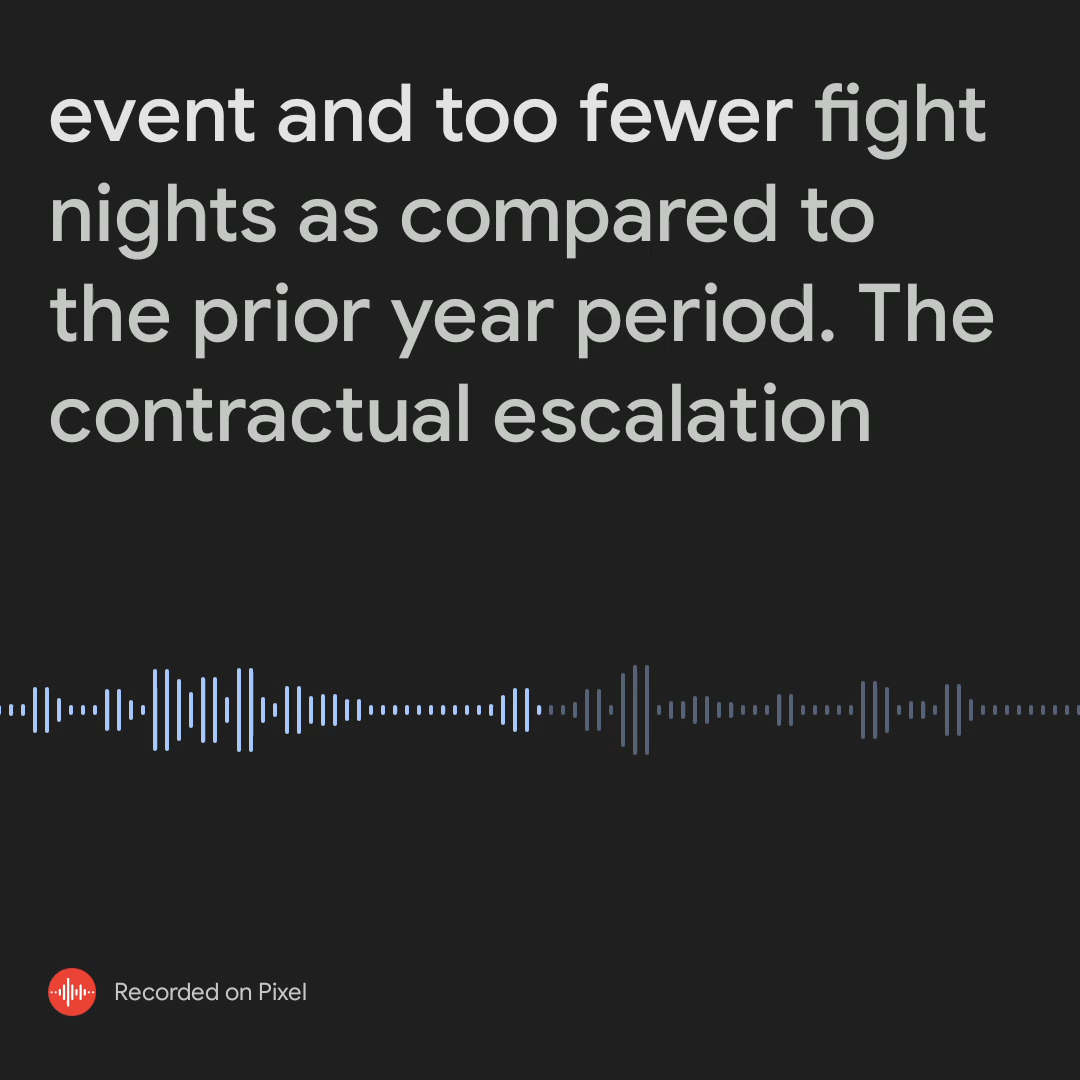 event and too fewer fight
nights as compared to
the prior year period. The
contractual escalation
Recorded on Pixel